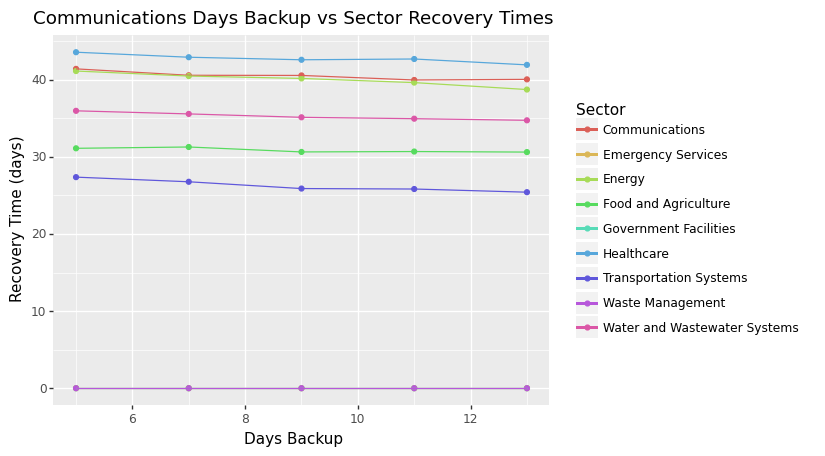 Communications Days Backup vs Sector Recovery Times
Recovery Time (days)
40
30
20
10
0
6 8 10 12
Days Backup
Sector
Communications
Emergency Services
Energy
Food and Agriculture
Government Facilities
Healthcare
Transportation Systems
Waste Management
Water and Wastewater Systems